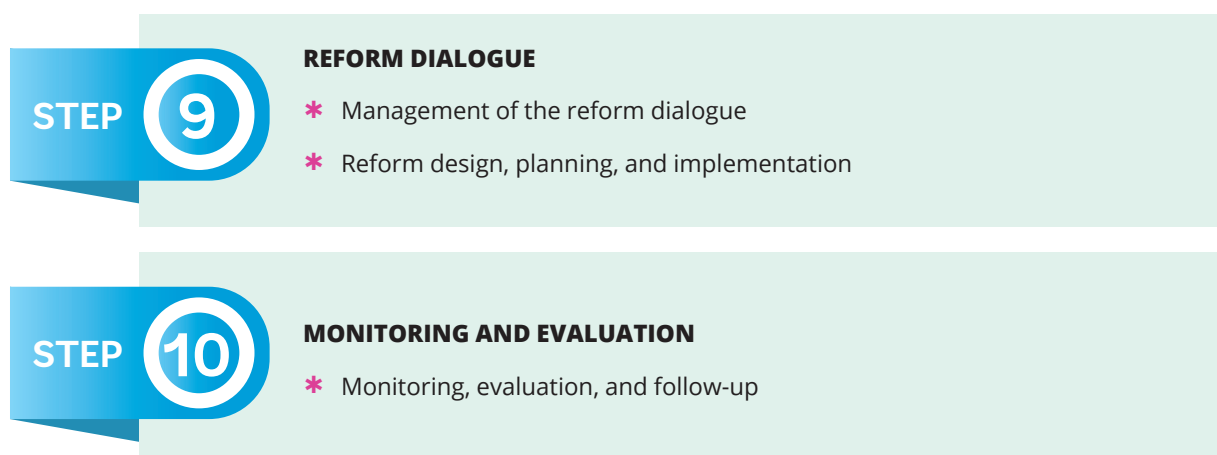 STEP 9
REFORM DIALOGUE
* Management of the reform dialogue
* Reform design, planning, and implementation
STEP 10
MONITORING AND EVALUATION
* Monitoring, evaluation, and follow-up